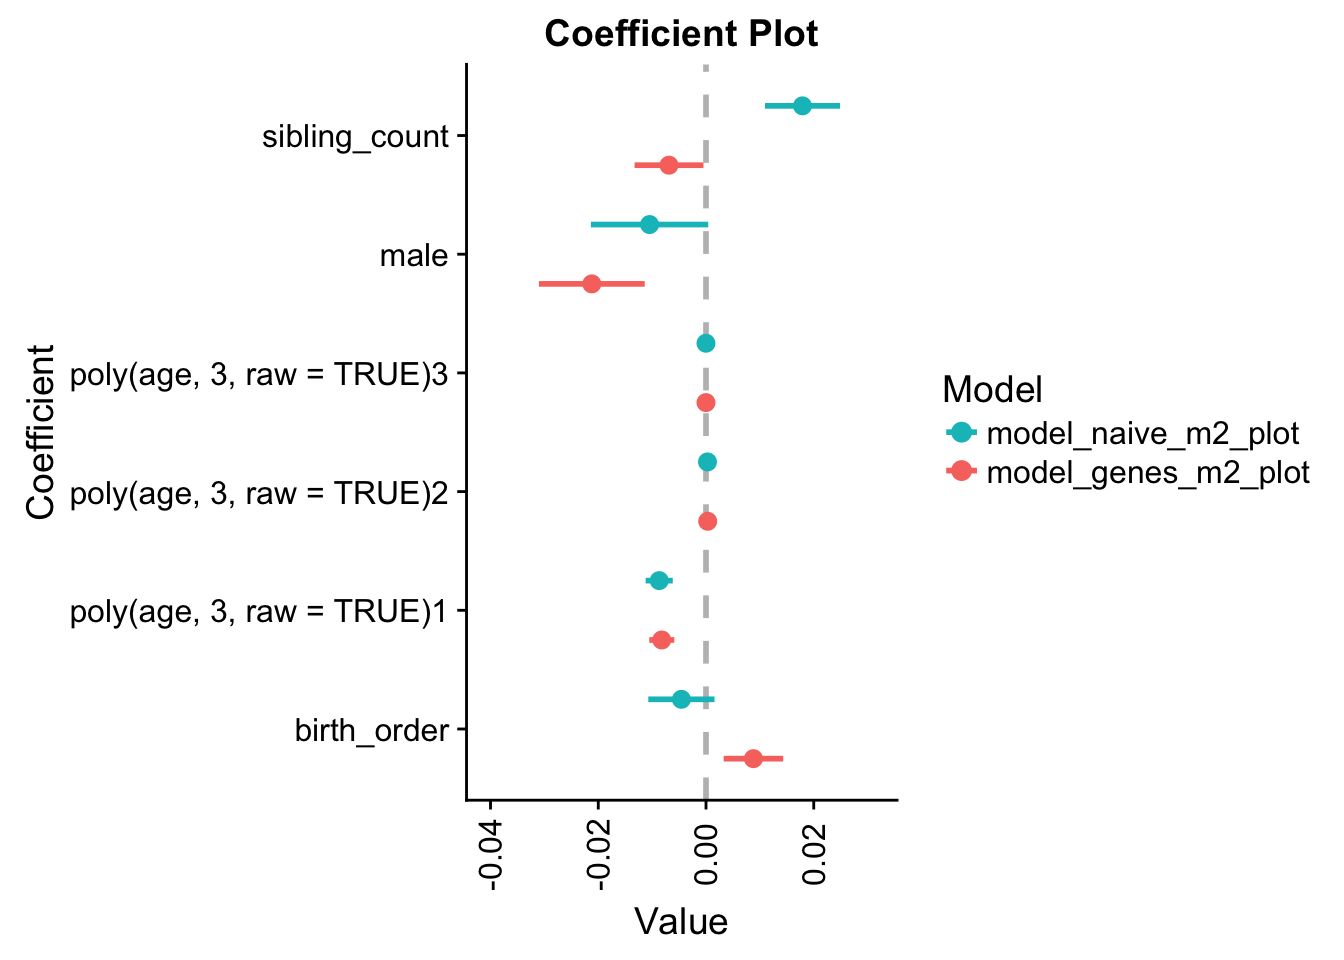 Coefficient Plot
Coefficient
sibling_count
male
poly(age, 3, raw = TRUE)3
poly(age, 3, raw = TRUE)2
poly(age, 3, raw = TRUE)1
birth_order
-0.04
-0.02
0.00
0.02
Value
Model
model_naive_m2_plot
model_genes_m2_plot